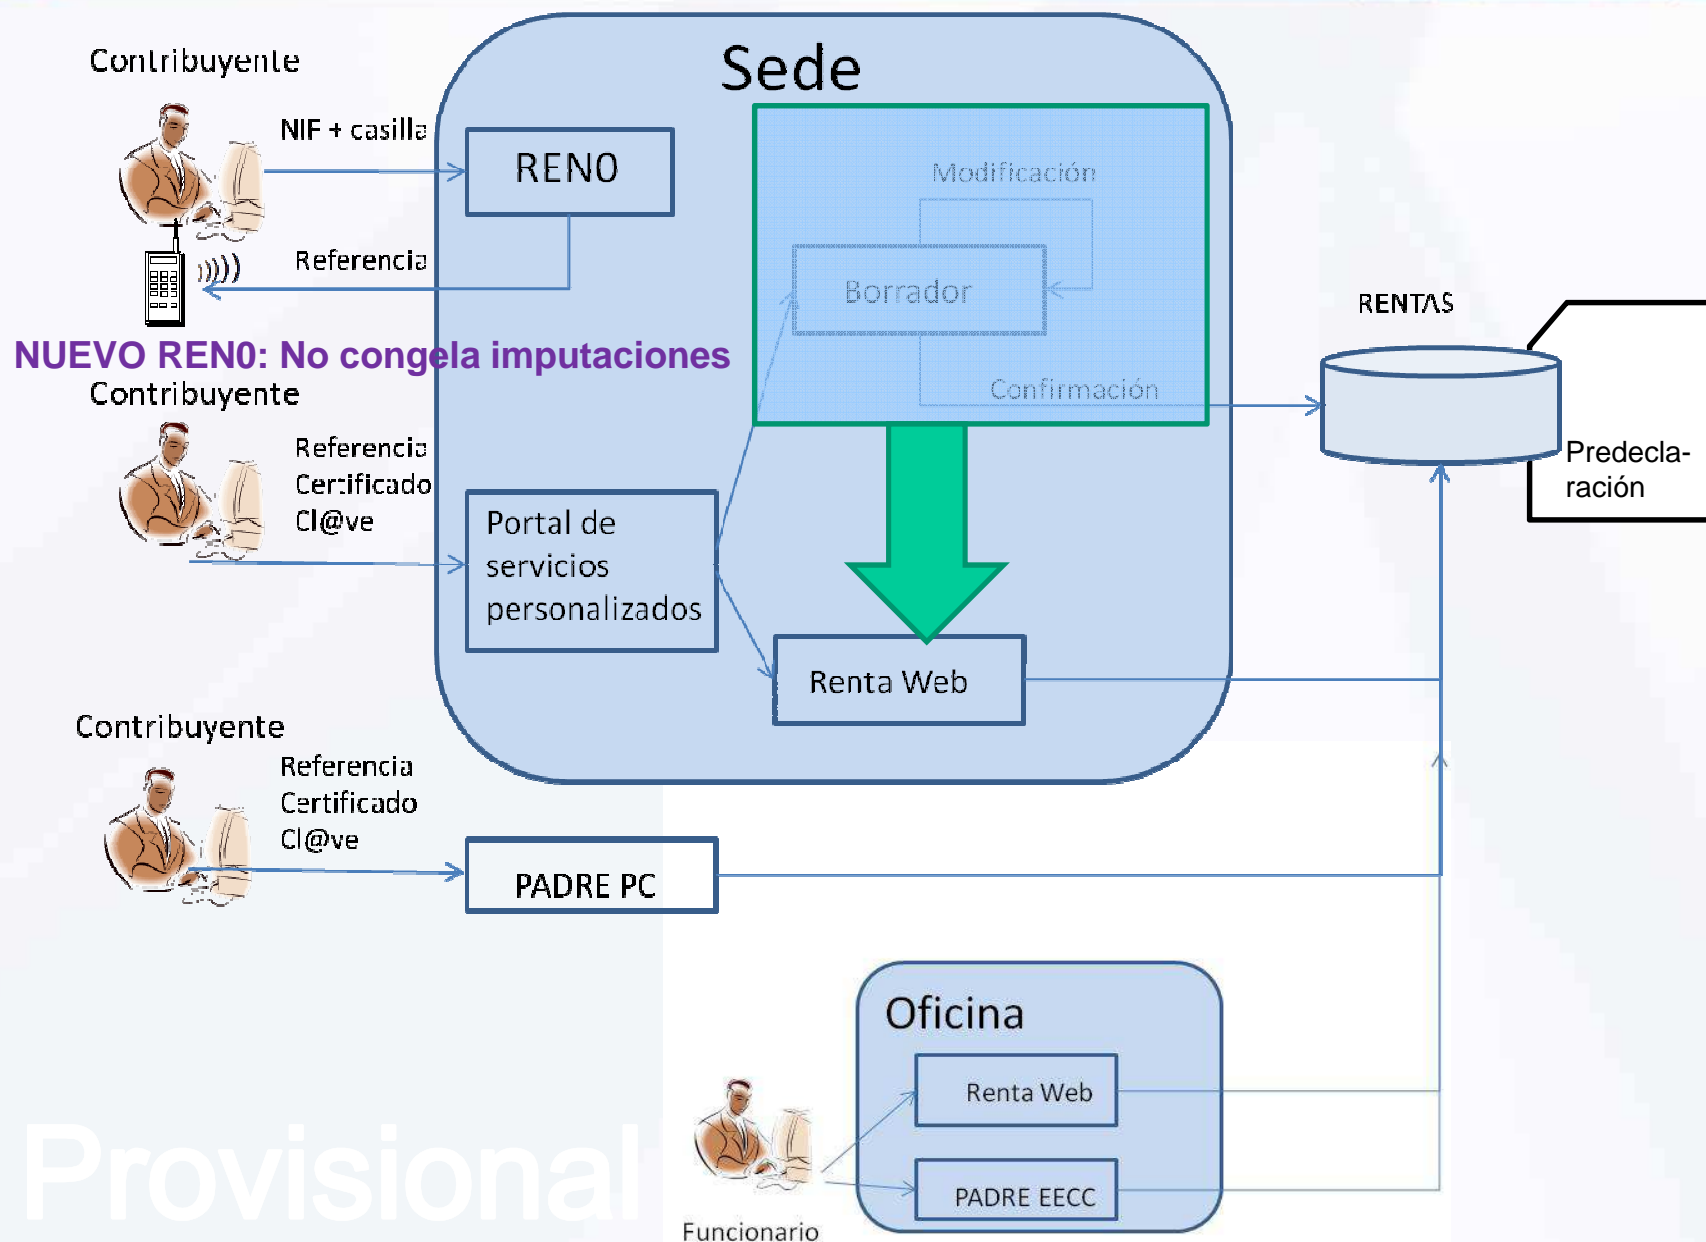 Sede
Contribuyente
NIF + casilla
REN0
Modificación
Referencia
Borrador
RENTAS
NUEVO REN0: No congela imputaciones
Contribuyente
Confirmación
Referencia
Certificado
Cl@ve
Predecla-
ración
Portal de
servicios
personalizados
Renta Web
Contribuyente
Referencia
Certificado
Cl@ve
PADRE PC
Oficina
Renta Web
PADRE EECC
Funcionario
Provisional